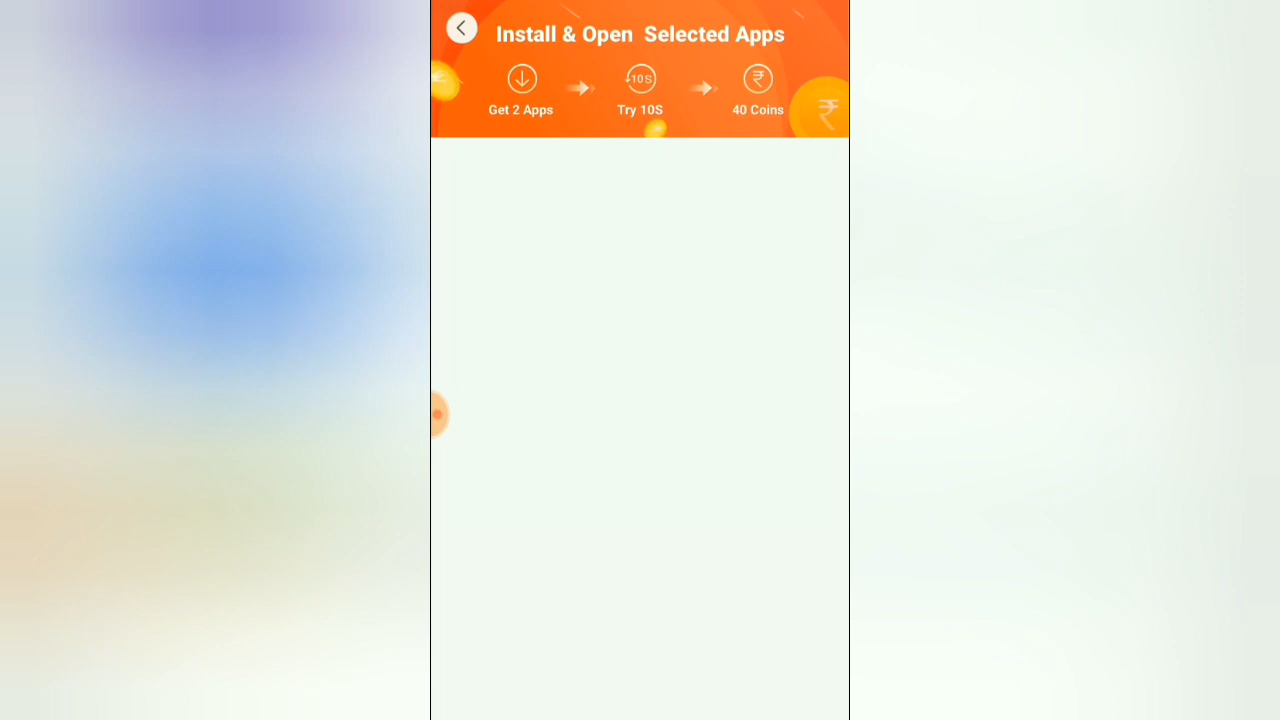 Install & Open Selected Apps
10S
₹
₹
Get 2 Apps
Try 10S
40 Coins